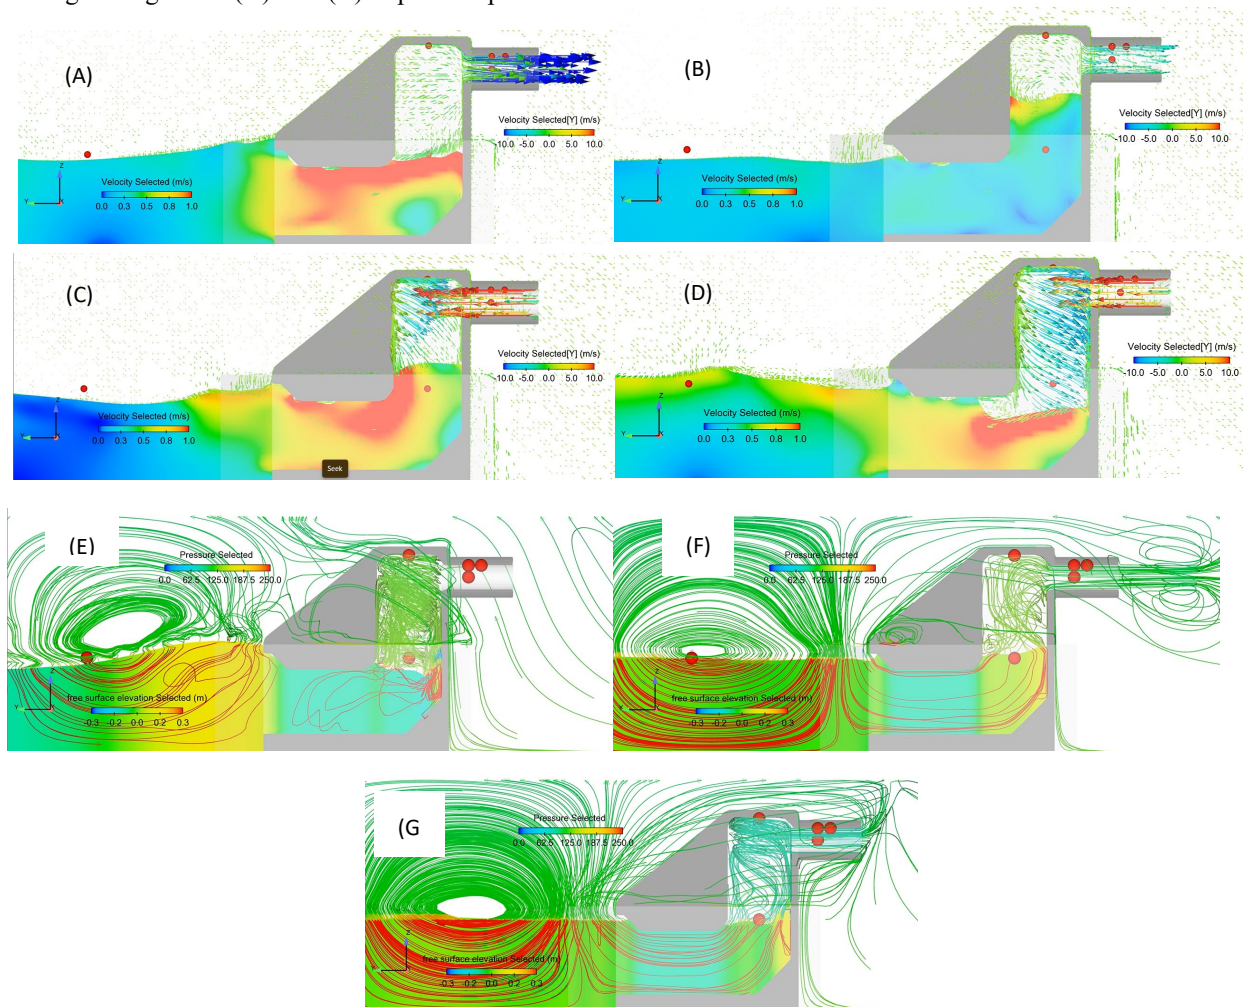 (A)
Velocity Selected[Y] (m/s)
10.0 -5.0 0.0 5.0 10.0
Velocity Selected (m/s)
0.0 0.3 0.5 0.8 1.0
Z
Y
X
(B)
Velocity Selected[Y] (m/s)
10.0 -5.0 0.0 5.0 10.0
Velocity Selected (m/s)
0.0 0.3 0.5 0.8 1.0
Z
Y
(C)
Velocity Selected[Y] (m/s)
10.0 -5.0 0.0 5.0 10.0
Velocity Selected (m/s)
0.0 0.3 0.5 0.8 1.0
Z
Y
X
Seek
(D)
Velocity Selected[Y] (m/s)
10.0 -5.0 0.0 5.0 10.0
Velocity Selected (m/s)
0.0 0.3 0.5 0.8 1.0
Z
Y
(E)
Pressure Selected
0.0 62.5 125.0 187.5 250.0
free surface elevation Selected (m)
-0.3 -0.2 0.0 0.2 0.3
Z
Y
(F)
Pressure Selected
0.0 62.5 125.0 187.5 250.0
free surface elevation Selected (m)
-0.3 -0.2 0.0 0.2 0.3
Z
Y
(G
Pressure Selected
0.0 62.5 125.0 187.5 250.0
free surface elevation Selected (m)
-0.3 -0.2 0.0 0.2 0.3
Z